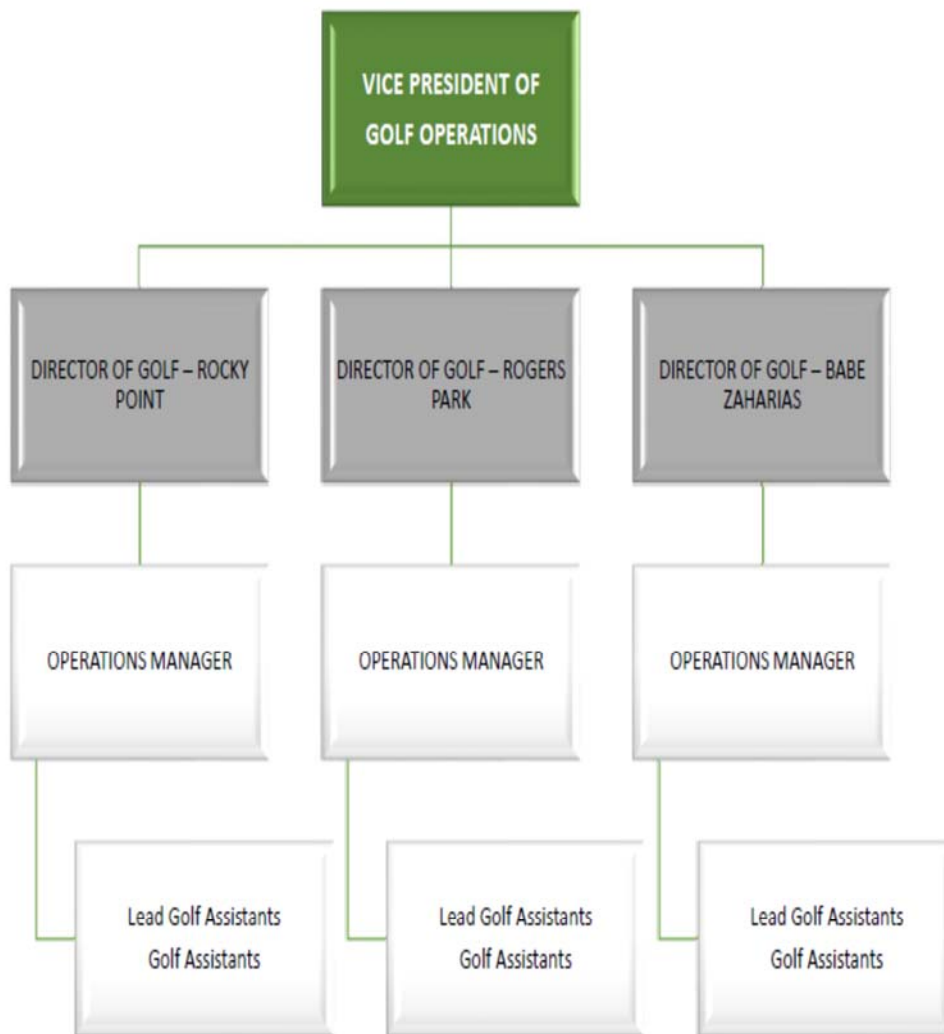 VICE PRESIDENT OF
GOLF OPERATIONS
DIRECTOR OF GOLF – ROCKY
POINT
DIRECTOR OF GOLF – ROGERS
PARK
DIRECTOR OF GOLF – BABE
ZAHARIAS
OPERATIONS MANAGER
OPERATIONS MANAGER
OPERATIONS MANAGER
Lead Golf Assistants
Golf Assistants
Lead Golf Assistants
Golf Assistants
Lead Golf Assistants
Golf Assistants